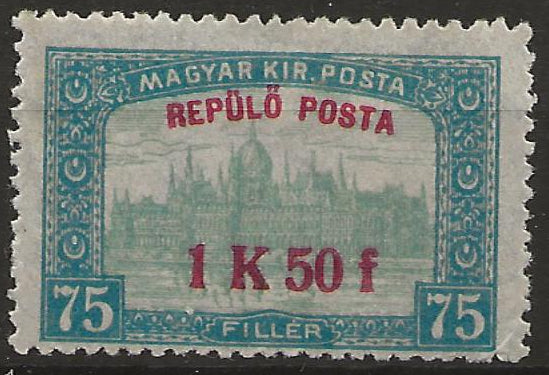 MAGYAR KIR. POSTA
REPÜLŐ POSTA
1 K 50 f
75 FILLÉR 75